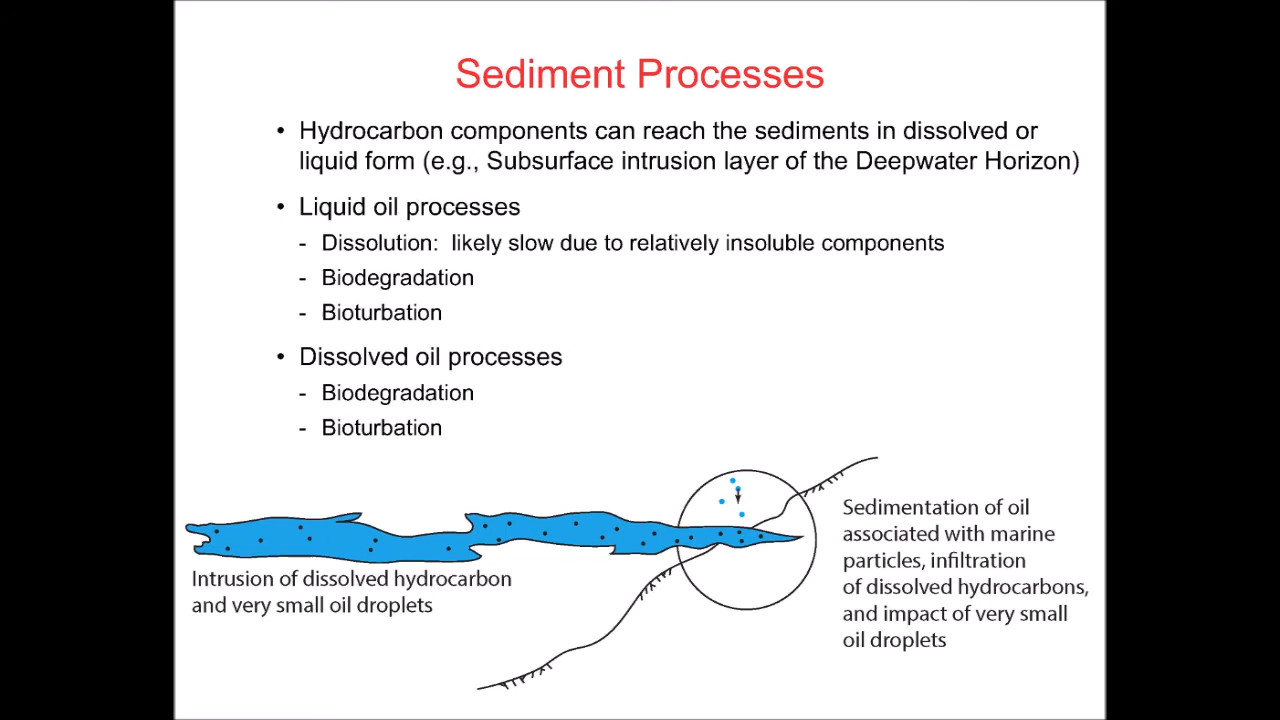 Sediment Processes
• Hydrocarbon components can reach the sediments in dissolved or
liquid form (e.g., Subsurface intrusion layer of the Deepwater Horizon)
• Liquid oil processes
- Dissolution: likely slow due to relatively insoluble components
- Biodegradation
- Bioturbation
• Dissolved oil processes
- Biodegradation
- Bioturbation
Intrusion of dissolved hydrocarbon
and very small oil droplets
Sedimentation of oil
associated with marine
particles, infiltration
of dissolved hydrocarbons,
and impact of very small
oil droplets